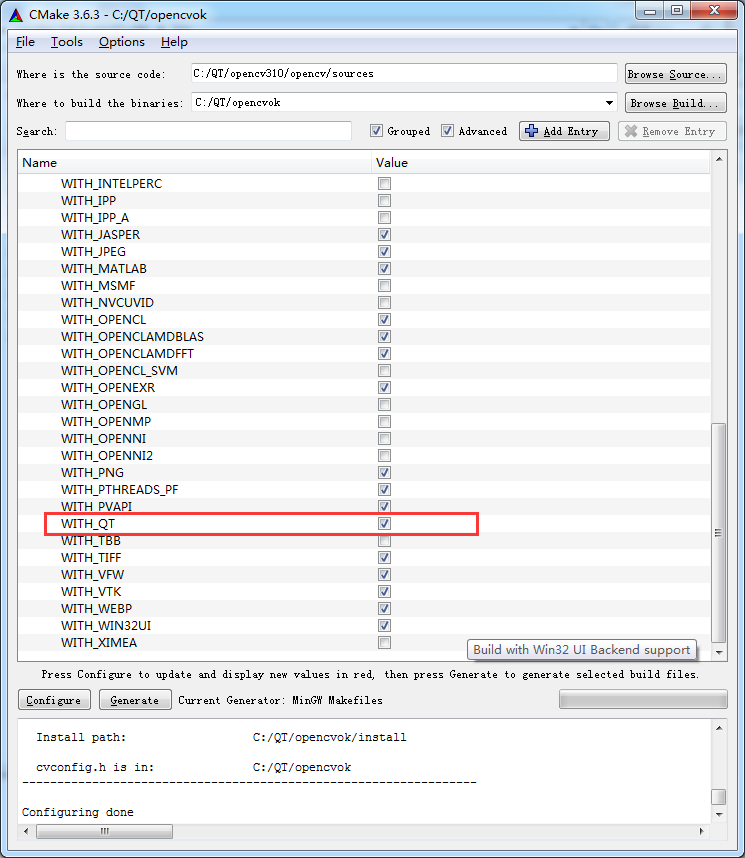 CMake 3.6.3 - C:/QT/opencvok
File Tools Options Help
Where is the source code: C:/QT/opencv310/opencv/sources Browse Source...
Where to build the binaries: C:/QT/opencvok Browse Build...
Search: Grouped Advanced Add Entry Remove Entry
Name Value
WITH_INTELPERC
WITH_IPP
WITH_IPP_A
WITH_JASPER
WITH_JPEG
WITH_MATLAB
WITH_MSMF
WITH_NVCUVID
WITH_OPENCL
WITH_OPENCLAMDBLAS
WITH_OPENCLAMDFFT
WITH_OPENCL_SVM
WITH_OPENEXR
WITH_OPENGL
WITH_OPENMP
WITH_OPENNI
WITH_OPENNI2
WITH_PNG
WITH_PTHREADS_PF
WITH_PVAPI
WITH_QT
WITH_TBB
WITH_TIFF
WITH_VFW
WITH_VTK
WITH_WEBP
WITH_WIN32UI
WITH_XIMEA
Build with Win32 UI Backend support
Press Configure to update and display new values in red, then press Generate to generate selected build files.
Configure Generate Current Generator: MinGW Makefiles
Install path: C:/QT/opencvok/install
cvconfig.h is in: C:/QT/opencvok
-----------------------------------------------------------------
Configuring done